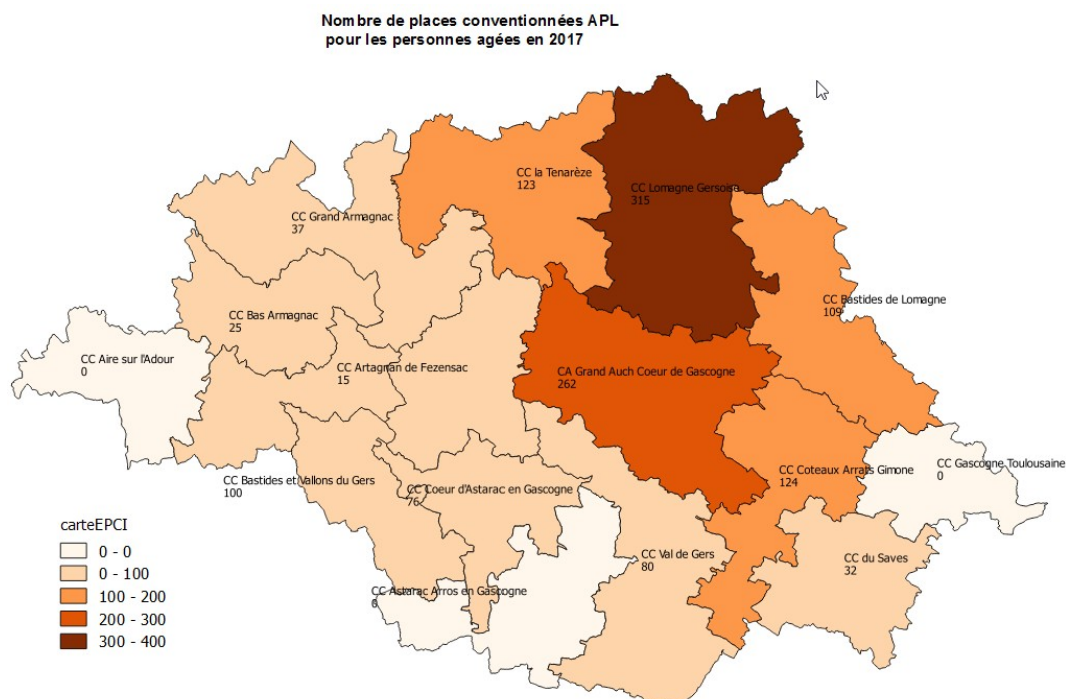 Nombre de places conventionnées APL
pour les personnes agées en 2017
CC la Tenarèze
123
CC Lomagne Gersoise
315
CC Grand Armagnac
37
CC Bastides de Lomagne
109
CC Bas Armagnac
25
CC Aire sur l'Adour
0
CC Artagnan de Fezensac
15
CA Grand Auch Coeur de Gascogne
262
CC Gascogne Toulousaine
0
CC Coteaux Arrats Gimone
124
CC Bastides et Vallons du Gers
100
CC Coeur d'Astarac en Gascogne
76
CC Val de Gers
80
CC du Saves
32
CC Astarac Arros en Gascogne
0
carteEPCI
0 - 0
0 - 100
100 - 200
200 - 300
300 - 400